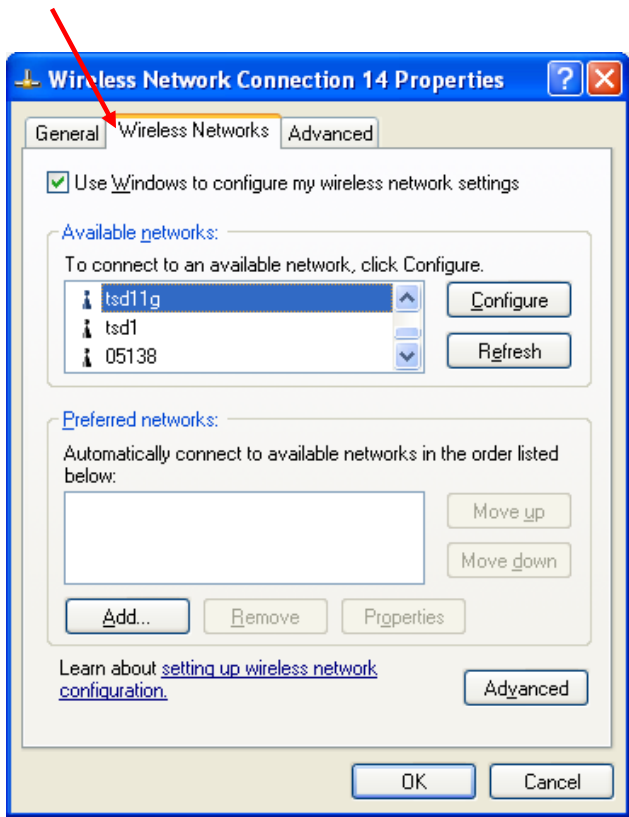 Wireless Network Connection 14 Properties
General Wireless Networks Advanced
Use Windows to configure my wireless network settings
Available networks:
To connect to an available network, click Configure.
tsd11g
Configure
tsd1
05138
Refresh
Preferred networks:
Automatically connect to available networks in the order listed
below:
Move up
Move down
Add... Remove Properties
Learn about setting up wireless network
configuration.
Advanced
OK Cancel